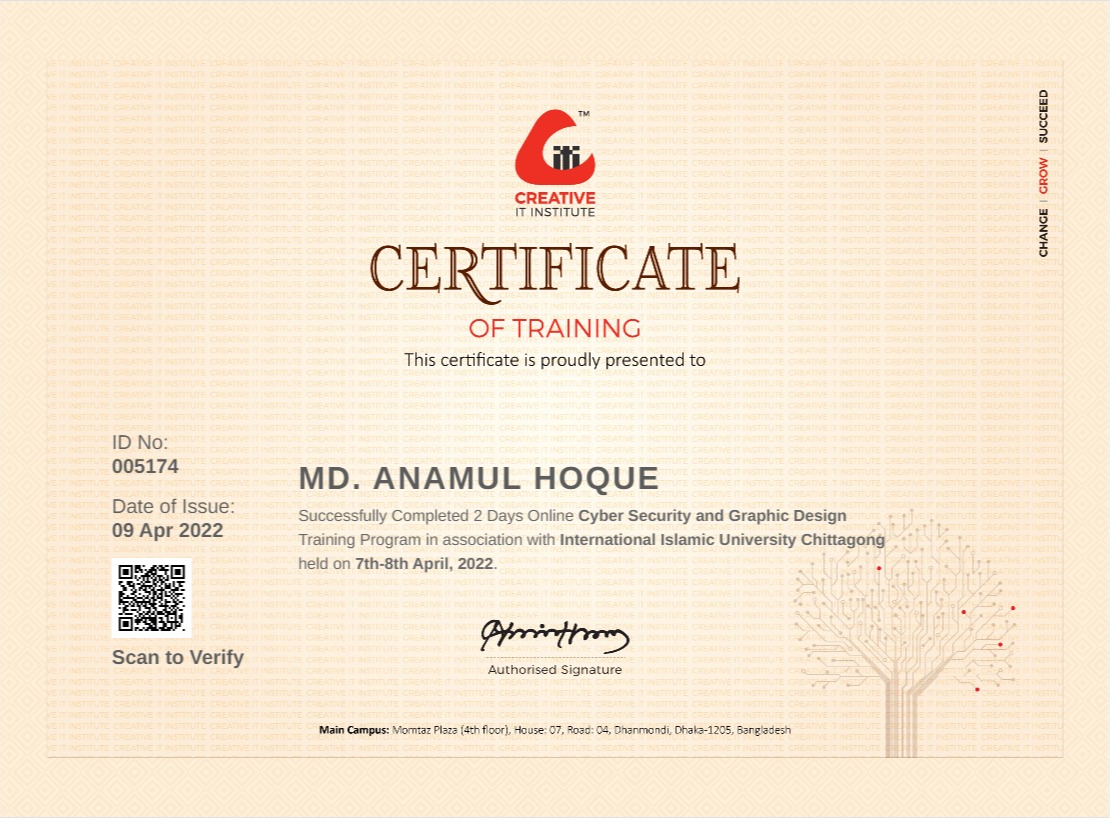 CHANGE | GROW | SUCCEED
TM
iti
CREATIVE
IT INSTITUTE
CERTIFICATE
OF TRAINING
This certificate is proudly presented to
ID No:
005174
Date of Issue:
09 Apr 2022
MD. ANAMUL HOQUE
Successfully Completed 2 Days Online Cyber Security and Graphic Design
Training Program in association with International Islamic University Chittagong
held on 7th-8th April, 2022.
Scan to Verify
Authorised Signature
Main Campus: Momtaz Plaza (4th floor), House: 07, Road: 04, Dhanmondi, Dhaka-1205, Bangladesh